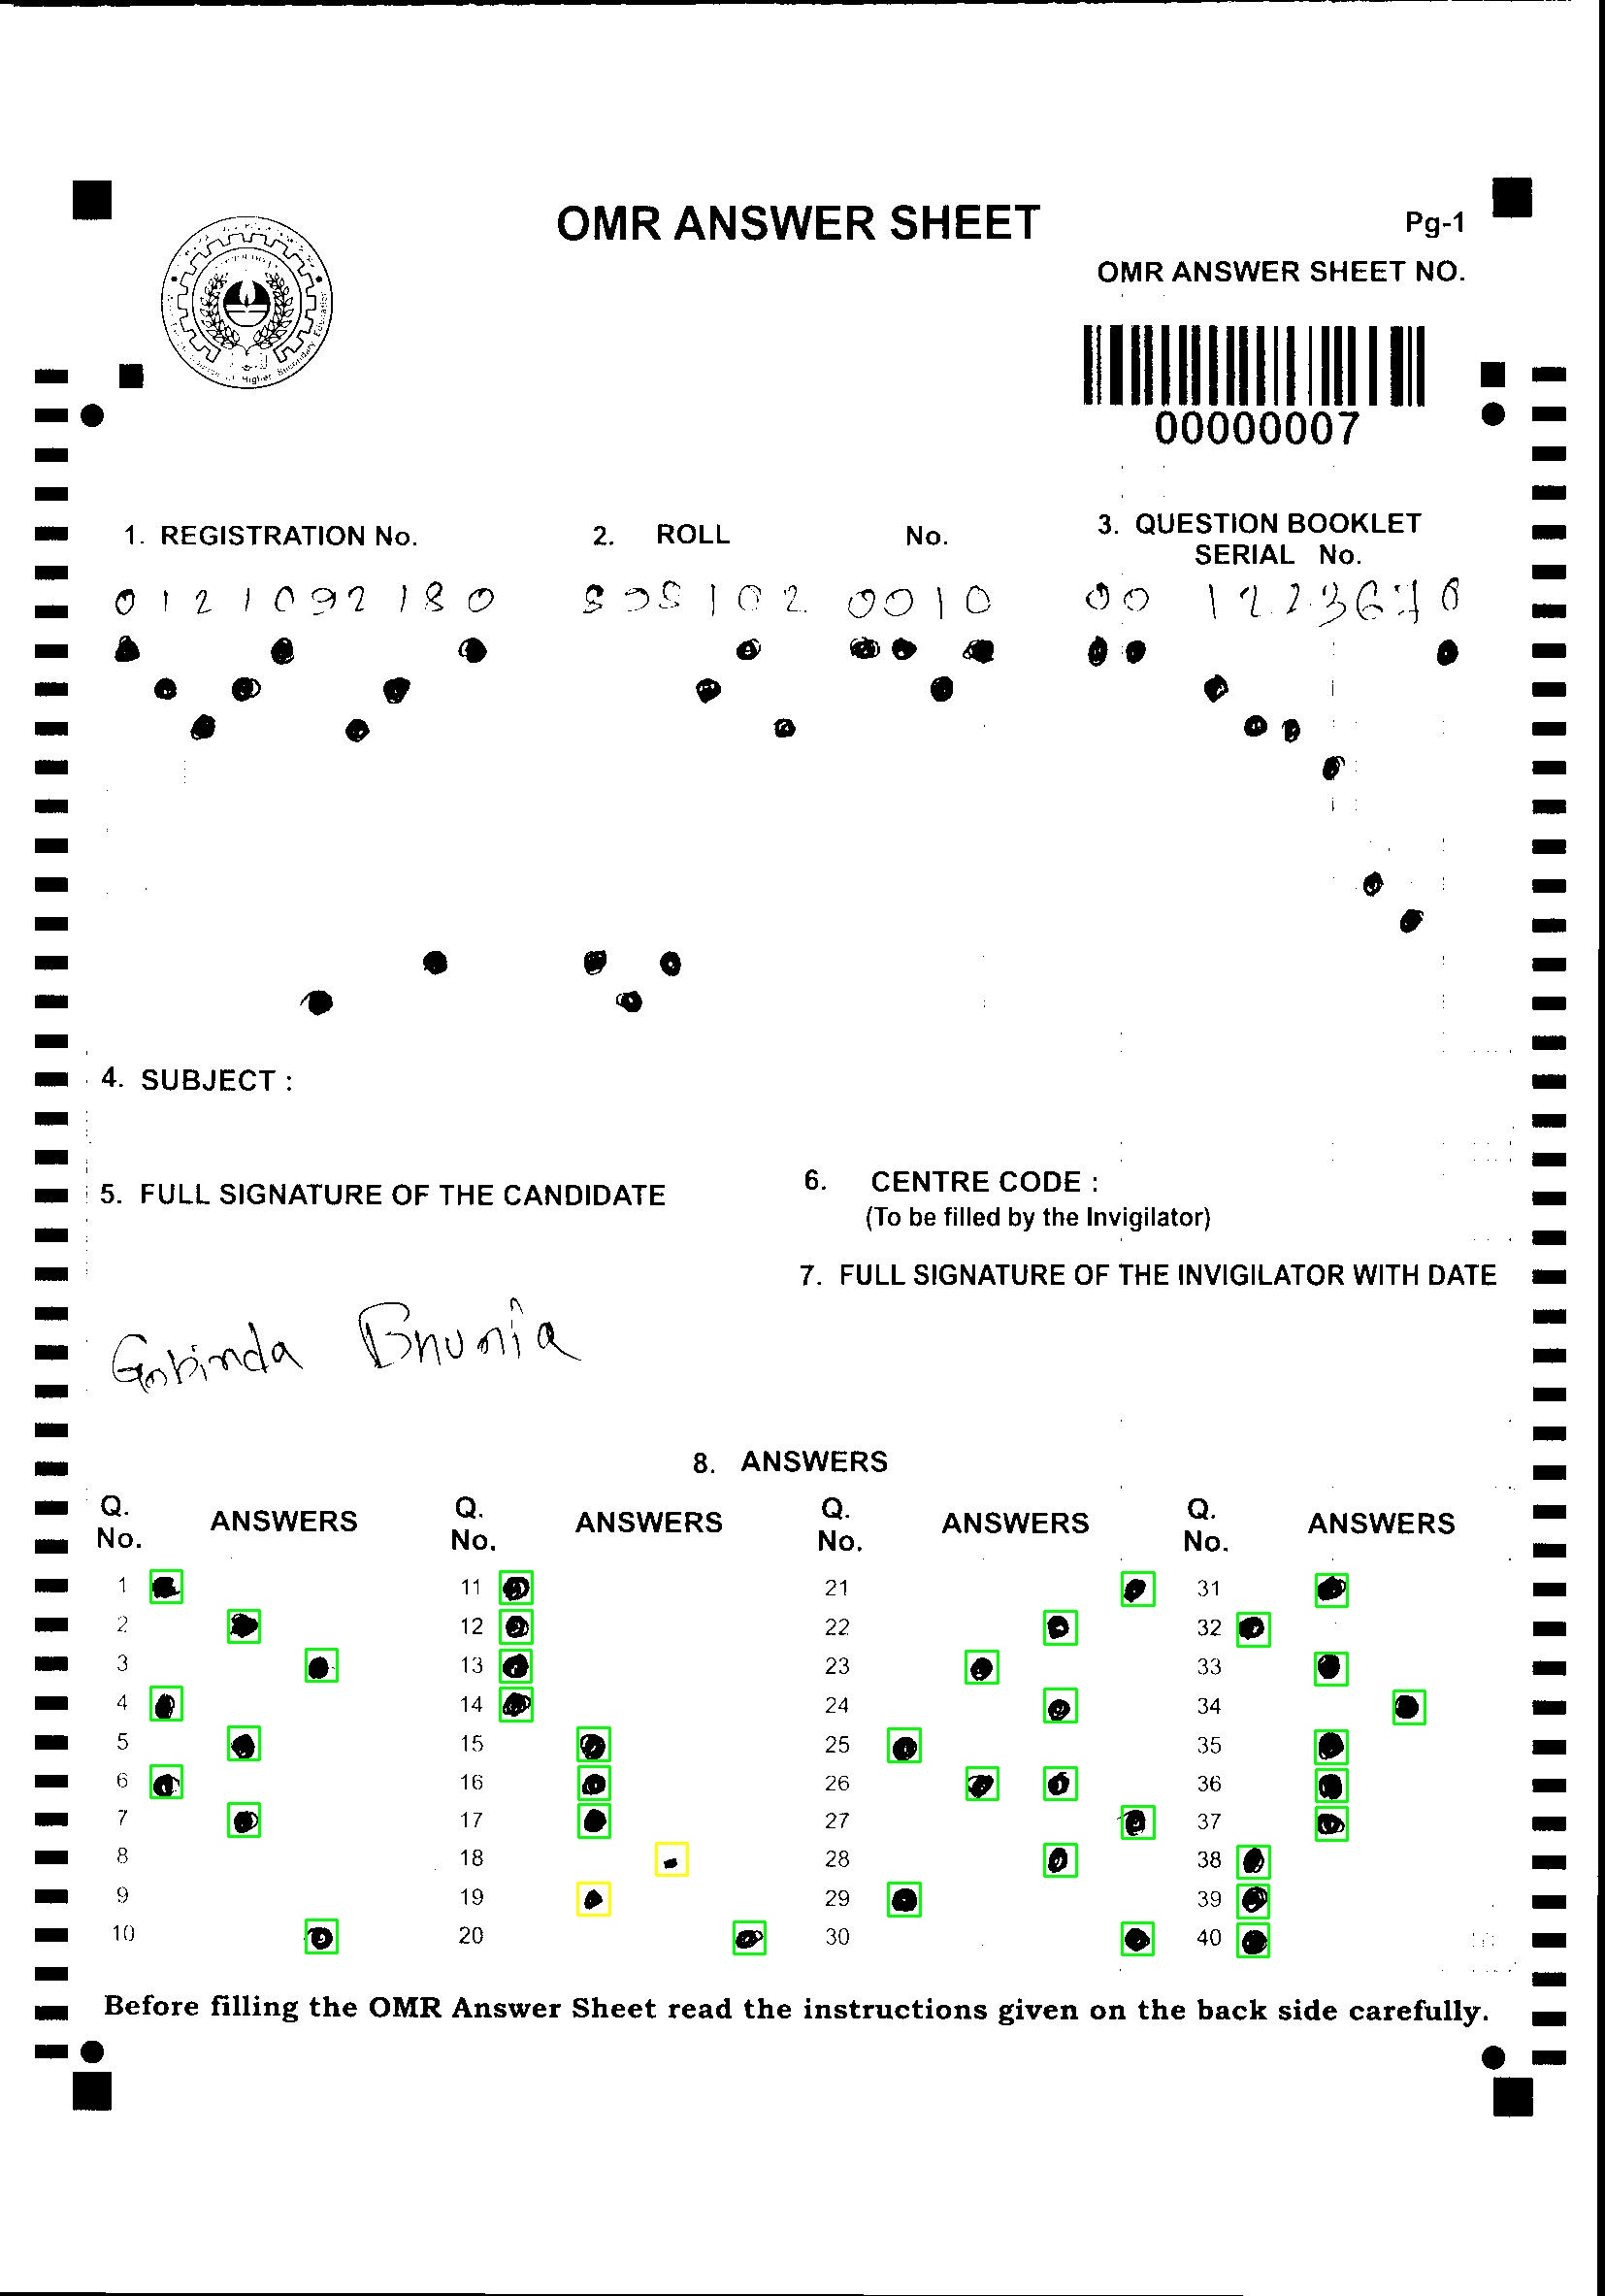 OMR ANSWER SHEET
Pg-1
OMR ANSWER SHEET NO.
00000007
1. REGISTRATION No.
2. ROLL No.
3. QUESTION BOOKLET
SERIAL No.
0121092180
898102 0010
00 1223670
4. SUBJECT :
5. FULL SIGNATURE OF THE CANDIDATE
6. CENTRE CODE :
(To be filled by the Invigilator)
7. FULL SIGNATURE OF THE INVIGILATOR WITH DATE
Gobinda Bhunia
8. ANSWERS
Q. No. ANSWERS Q. No. ANSWERS Q. No. ANSWERS Q. No. ANSWERS
1 11 21 31
2 12 22 32
3 13 23 33
4 14 24 34
5 15 25 35
6 16 26 36
7 17 27 37
8 18 28 38
9 19 29 39
10 20 30 40
Before filling the OMR Answer Sheet read the instructions given on the back side carefully.